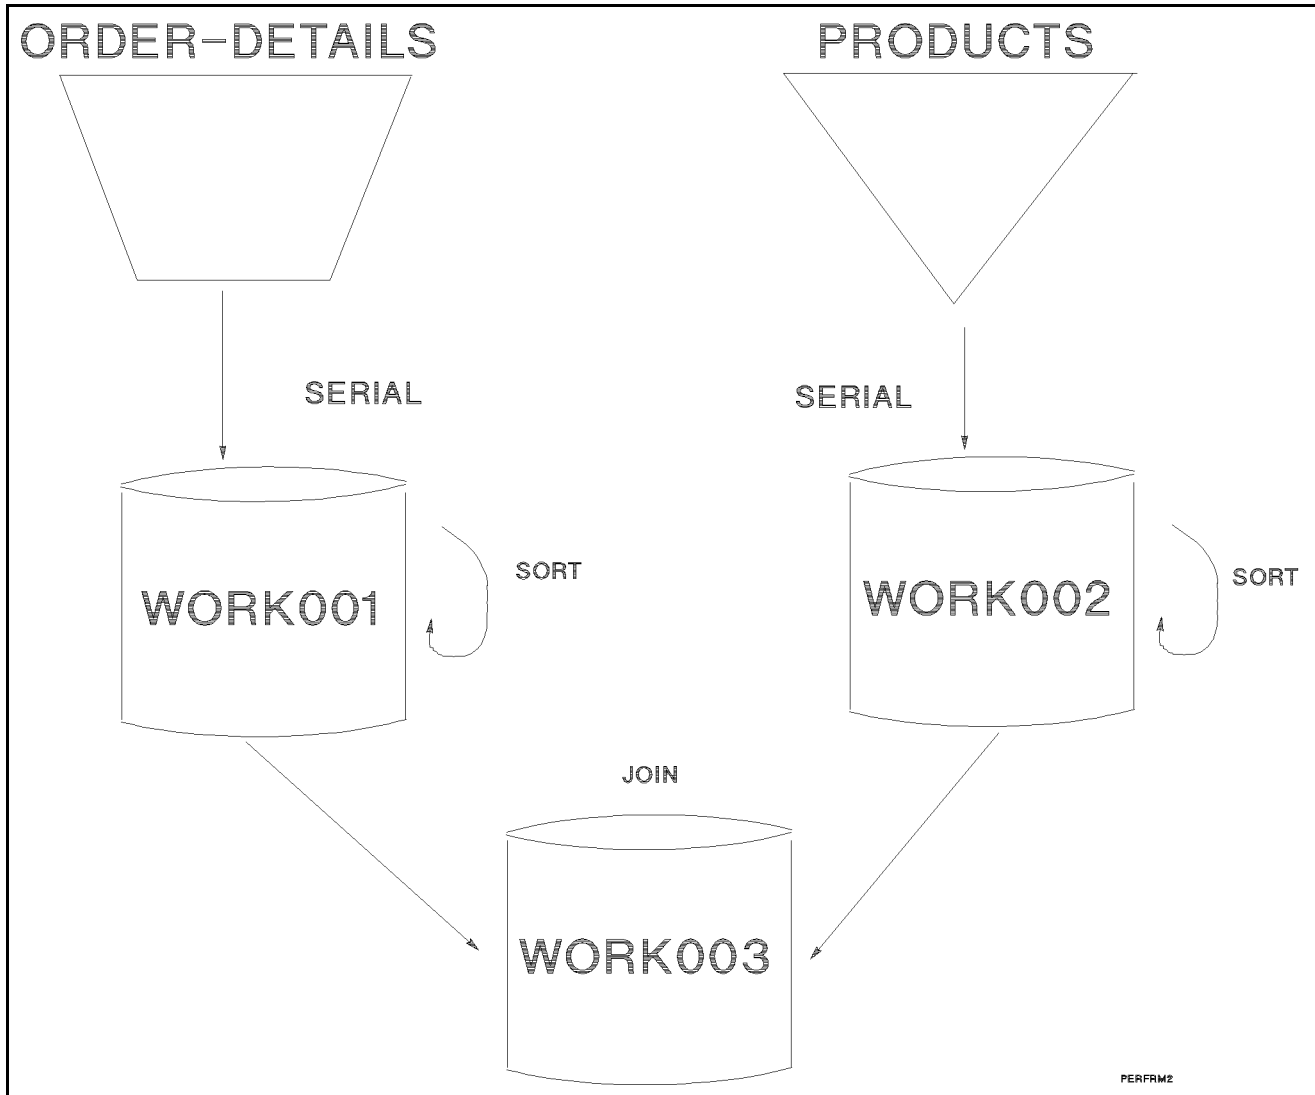 ORDER-DETAILS
PRODUCTS
SERIAL
SERIAL
WORK001
SORT
WORK002
SORT
JOIN
WORK003
PERFRM2